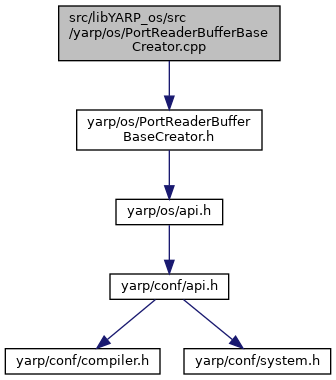 src/libYARP_os/src
/yarp/os/PortReaderBufferBase
Creator.cpp
yarp/os/PortReaderBuffer
BaseCreator.h
yarp/os/api.h
yarp/conf/api.h
yarp/conf/compiler.h
yarp/conf/system.h